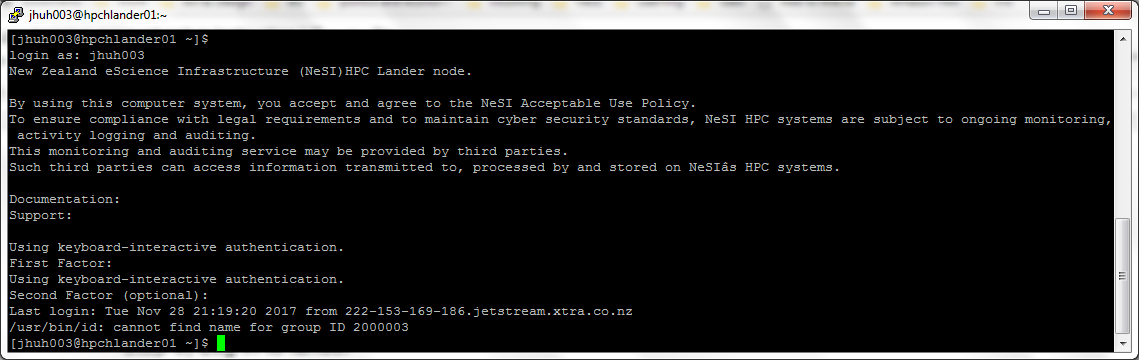 jhuh003@hpchlander01:~
[jhuh003@hpchlander01 ~]$
login as: jhuh003
New Zealand eScience Infrastructure (NeSI)HPC Lander node.
By using this computer system, you accept and agree to the NeSI Acceptable Use Policy.
To ensure compliance with legal requirements and to maintain cyber security standards, NeSI HPC systems are subject to ongoing monitoring,
activity logging and auditing.
This monitoring and auditing service may be provided by third parties.
Such third parties can access information transmitted to, processed by and stored on NeSIâs HPC systems.
Documentation:
Support:
Using keyboard-interactive authentication.
First Factor:
Using keyboard-interactive authentication.
Second Factor (optional):
Last login: Tue Nov 28 21:19:20 2017 from 222-153-169-186.jetstream.xtra.co.nz
/usr/bin/id: cannot find name for group ID 2000003
[jhuh003@hpchlander01 ~]$